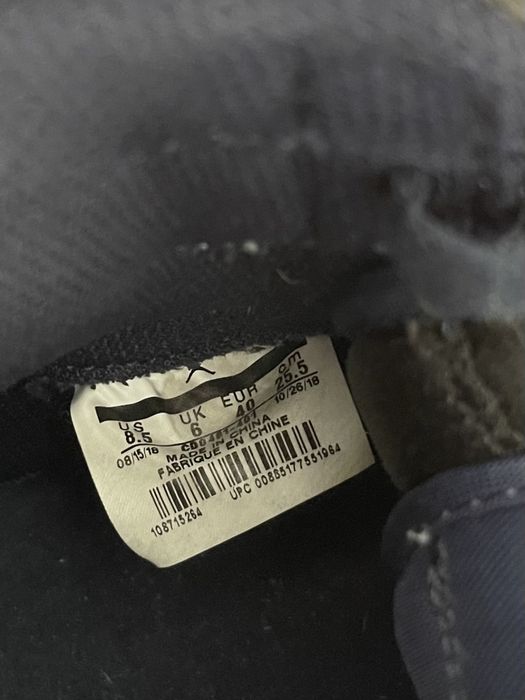 US UK EUR cm
8.5 6 40 25.5
08/15/18 10/26/18
MADE IN CHINA
FABRIQUE EN CHINE
108715264 UPC 00885177551964